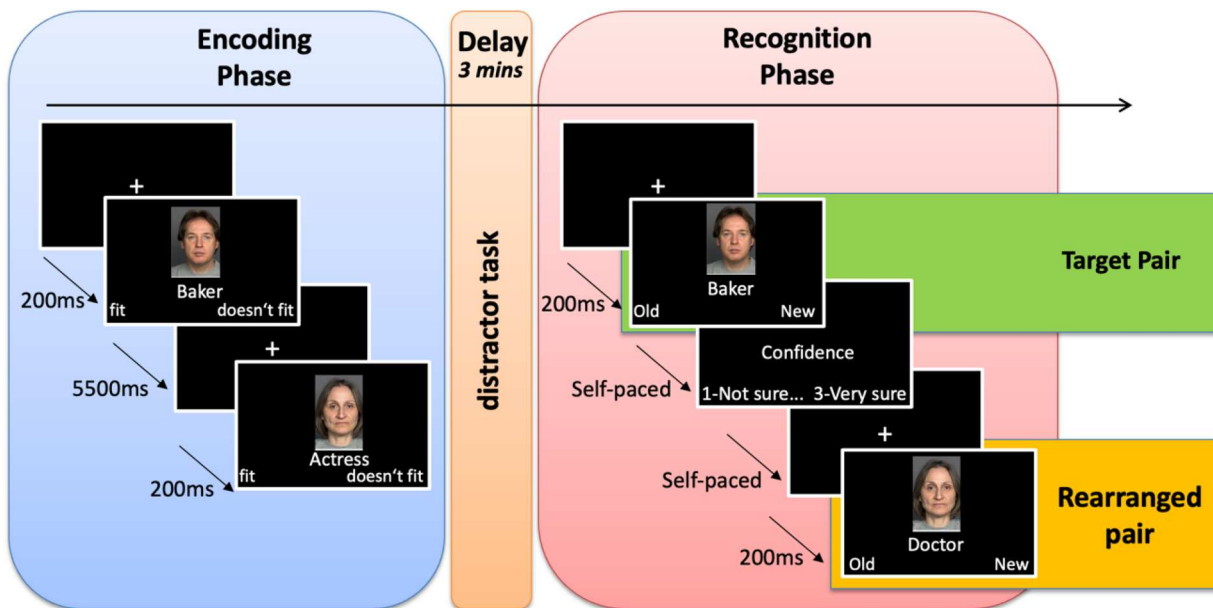 Encoding
Phase
Delay
3 mins
Recognition
Phase
+
Baker
fit doesn't fit
200ms
+
5500ms
Actress
fit doesn't fit
200ms
distractor task
+
Baker
Old New
Target Pair
200ms
Confidence
1-Not sure... 3-Very sure
Self-paced
+
Self-paced
Doctor
Old New
Rearranged
pair
200ms